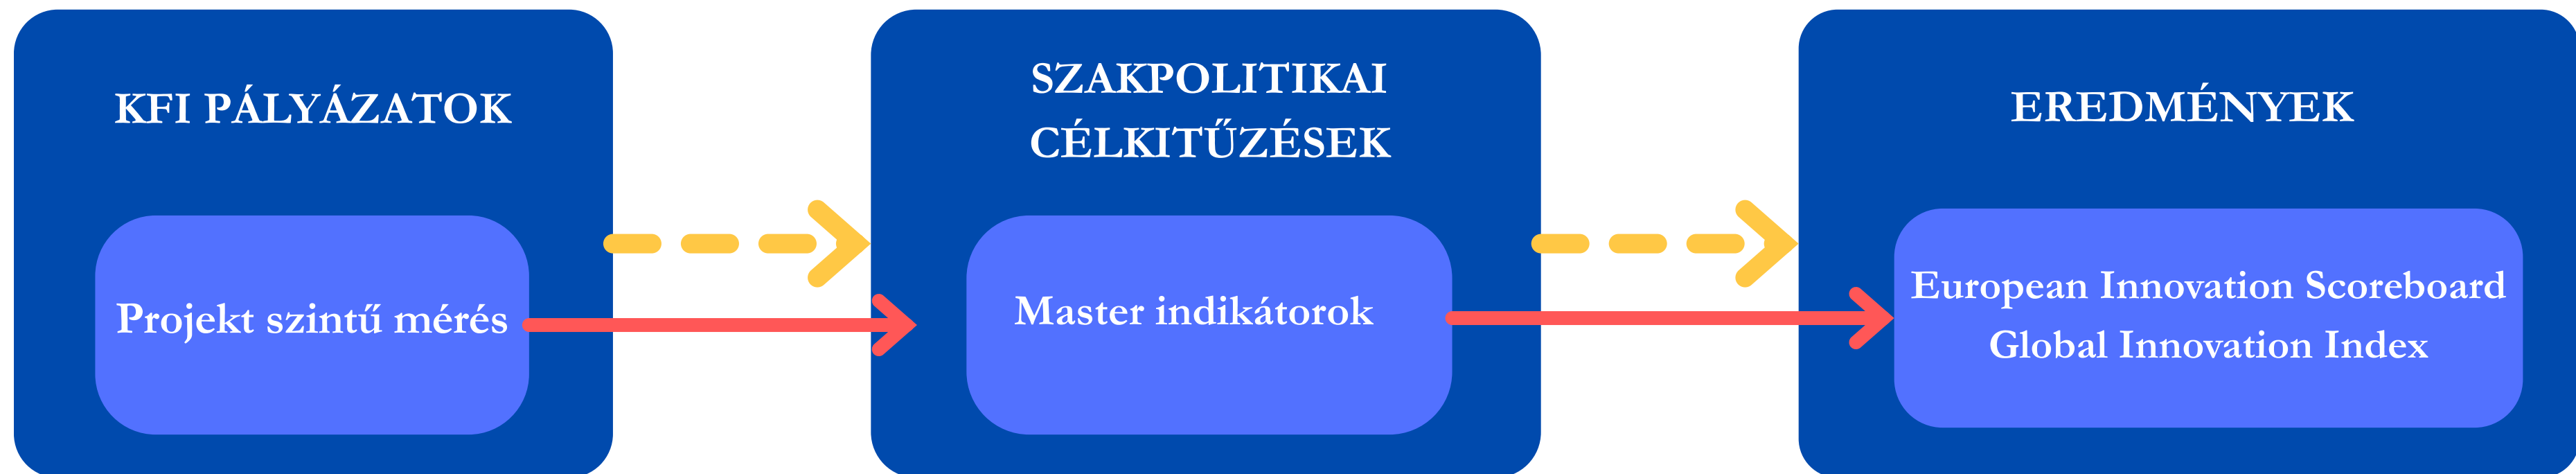 KFI PÁLYÁZATOK
Projekt szintű mérés
SZAKPOLITIKAI
CÉLKITŰZÉSEK
Master indikátorok
EREDMÉNYEK
European Innovation Scoreboard
Global Innovation Index